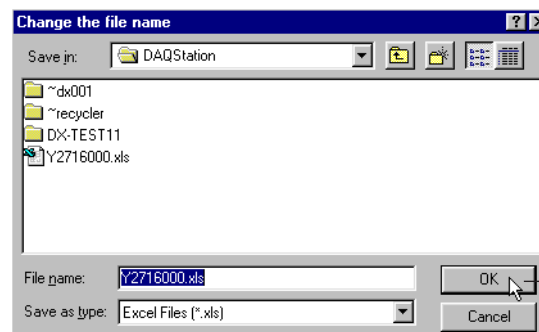 Change the file name
Save in: DAQStation
~dx001
~recycler
DX-TEST11
Y2716000.xls
File name: Y2716000.xls OK
Save as type: Excel Files (*.xls) Cancel